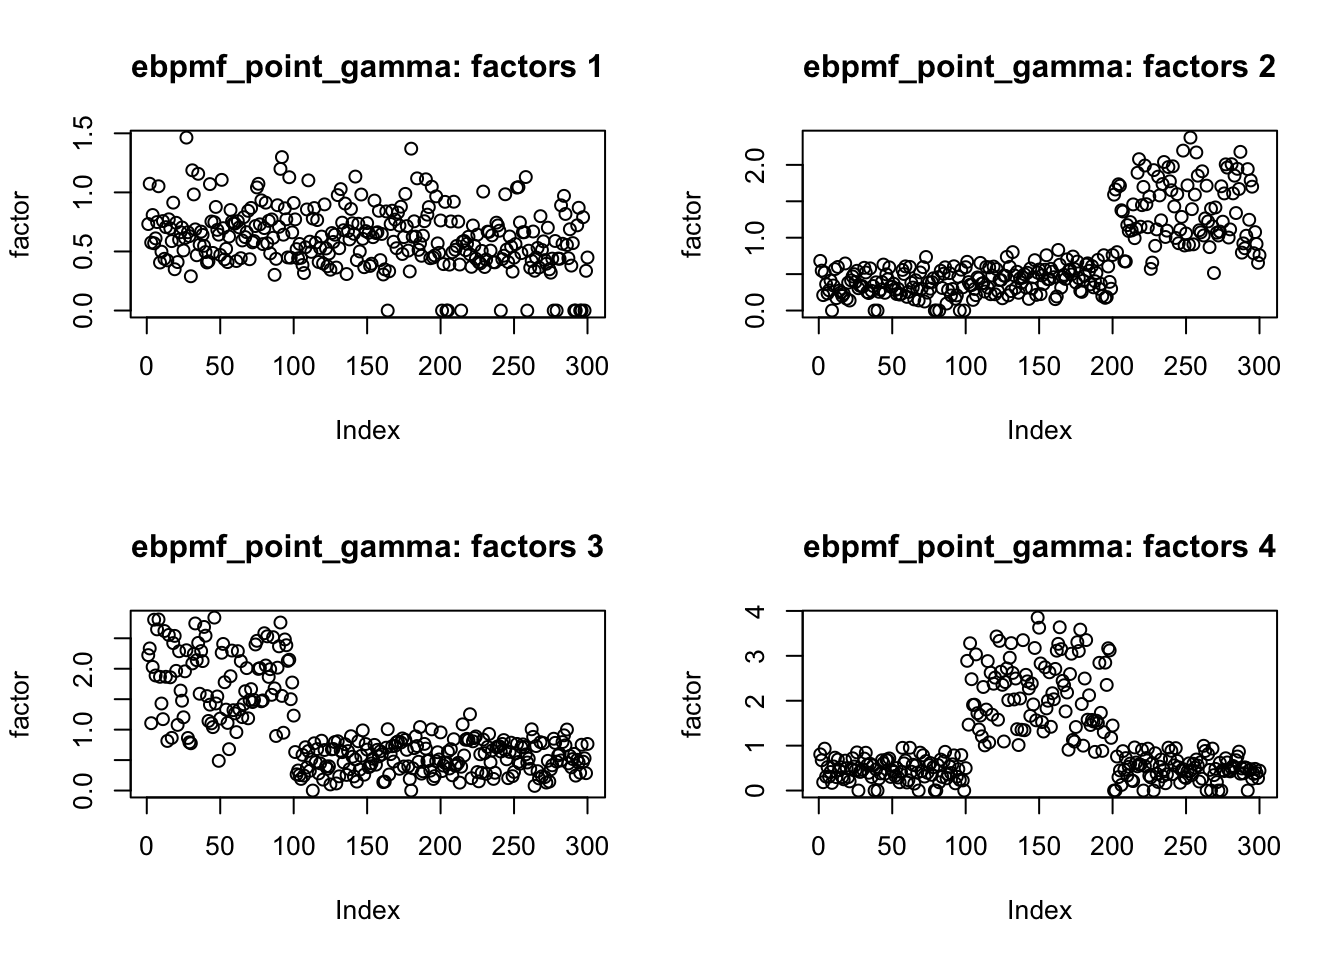 ebpmf_point_gamma: factors 1
factor
0.0 0.5 1.0 1.5
0 50 100 150 200 250 300
Index
ebpmf_point_gamma: factors 2
factor
0.0 1.0 2.0
0 50 100 150 200 250 300
Index
ebpmf_point_gamma: factors 3
factor
0.0 1.0 2.0
0 50 100 150 200 250 300
Index
ebpmf_point_gamma: factors 4
factor
0 1 2 3 4
0 50 100 150 200 250 300
Index